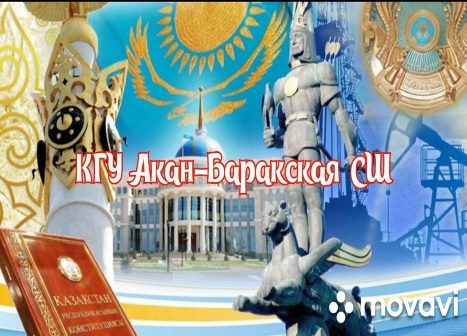 КГУ Акан-Баракская СШ
ҚАЗАҚСТАН
РЕСПУБЛИКАСЫНЫҢ
КОНСТИТУЦИЯСЫ
movavi